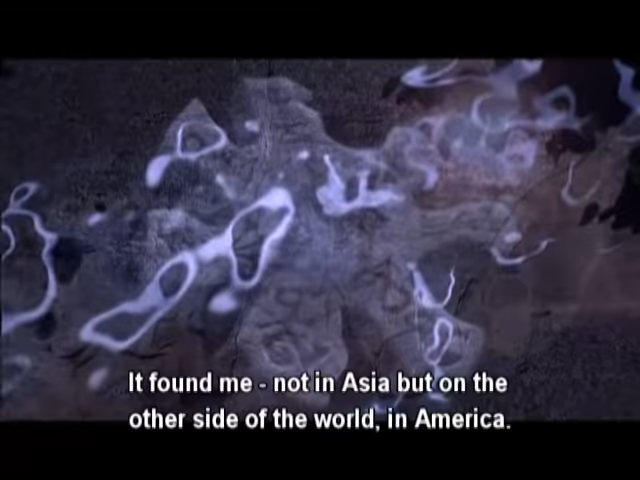 It found me - not in Asia but on the
other side of the world, in America.